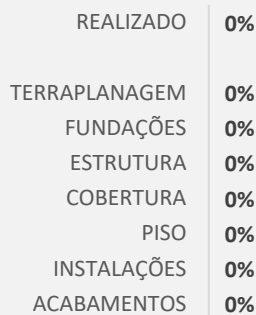 REALIZADO 0%
TERRAPLANAGEM 0%
FUNDAÇÕES 0%
ESTRUTURA 0%
COBERTURA 0%
PISO 0%
INSTALAÇÕES 0%
ACABAMENTOS 0%